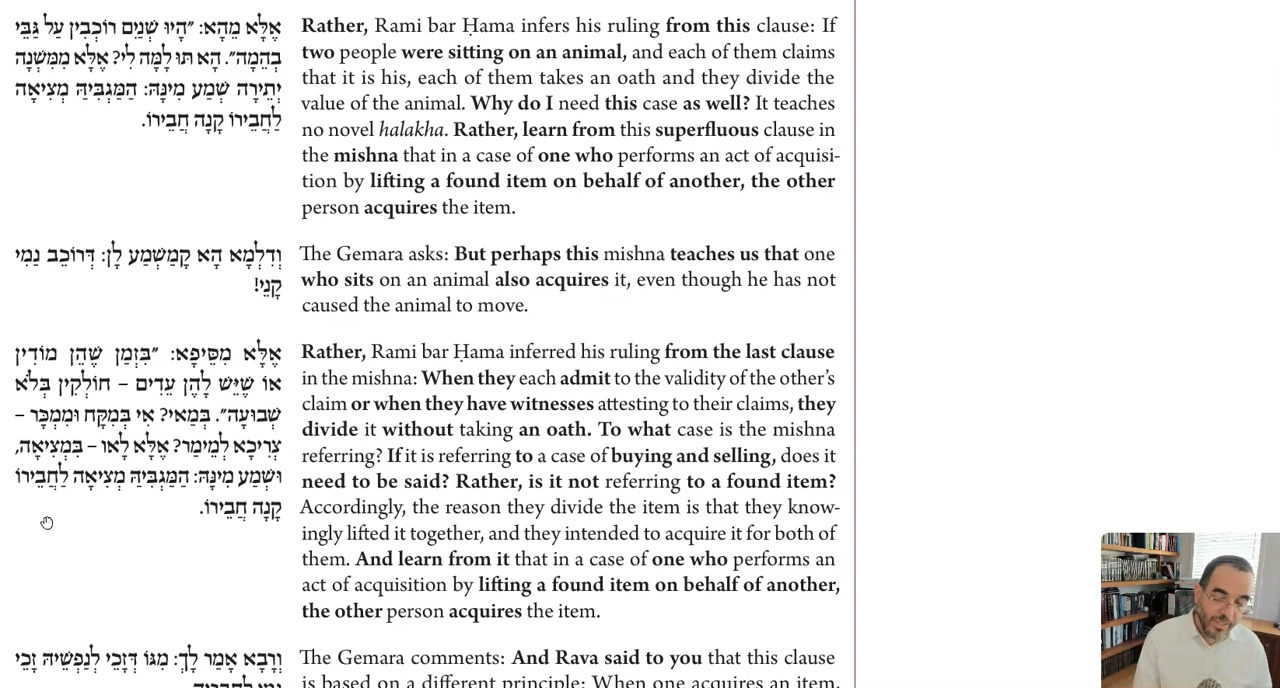 אֶלָּא מֵהָא: ״הָיוּ שְׁנַיִם רוֹכְבִין עַל גַּבֵּי
בְּהֵמָה״. הָא תּוּ לָמָּה לִי? אֶלָּא מִמִּשְׁנָה
יְתֵירָה שְׁמַע מִינַּהּ: הַמַּגְבִּיהַּ מְצִיאָה
לַחֲבֵירוֹ קָנָה חֲבֵירוֹ.
Rather, Rami bar Ḥama infers his ruling from this clause: If
two people were sitting on an animal, and each of them claims
that it is his, each of them takes an oath and they divide the
value of the animal. Why do I need this case as well? It teaches
no novel halakha. Rather, learn from this superfluous clause in
the mishna that in a case of one who performs an act of acquisi-
tion by lifting a found item on behalf of another, the other
person acquires the item.
וְדִלְמָא הָא קָמַשְׁמַע לַן: דְּרוֹכֵב נַמִי
קָנֵי!
The Gemara asks: But perhaps this mishna teaches us that one
who sits on an animal also acquires it, even though he has not
caused the animal to move.
אֶלָּא מִסֵּיפָא: ״בִּזְמַן שֶׁהֵן מוֹדִין
אוֹ שֶׁיֵּשׁ לָהֶן עֵדִים – חוֹלְקִין בְּלֹא
שְׁבוּעָה״. בְּמַאי? אִי בְּמִקָּח וּמִמְכָּר –
צְרִיכָא לְמֵימַר? אֶלָּא לָאו – בִּמְצִיאָה,
וּשְׁמַע מִינַּהּ: הַמַּגְבִּיהַּ מְצִיאָה לַחֲבֵירוֹ
קָנָה חֲבֵירוֹ.
Rather, Rami bar Ḥama inferred his ruling from the last clause
in the mishna: When they each admit to the validity of the other’s
claim or when they have witnesses attesting to their claims, they
divide it without taking an oath. To what case is the mishna
referring? If it is referring to a case of buying and selling, does it
need to be said? Rather, is it not referring to a found item?
Accordingly, the reason they divide the item is that they know-
ingly lifted it together, and they intended to acquire it for both of
them. And learn from it that in a case of one who performs an
act of acquisition by lifting a found item on behalf of another,
the other person acquires the item.
וְרָבָא אָמַר לָךְ: מִגּוֹ דְּזָכֵי לְנַפְשֵׁיהּ זָכֵי
The Gemara comments: And Rava said to you that this clause
is based on a different principle: When one acquires an item,